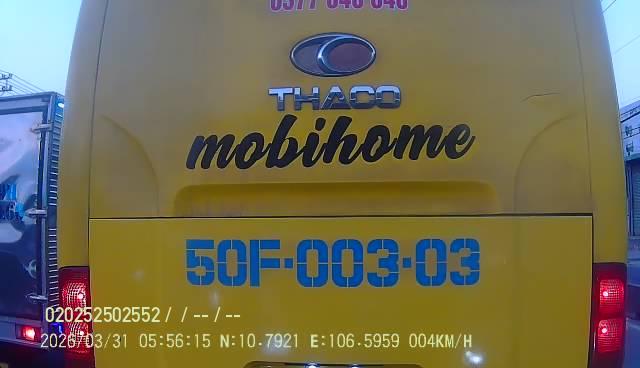 THACO
mobihome
50F-003-03
020252502552/ / --/--
2026/03/31 05:56:15 N:10.7921 E:106.5959 004KM/H